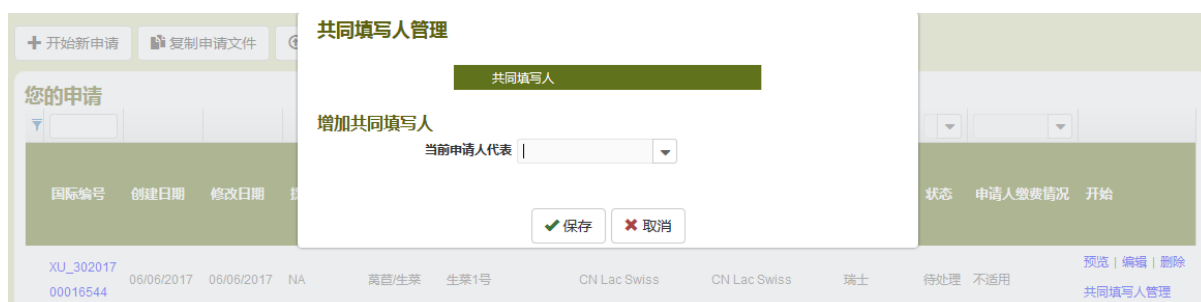 共同填写人管理
开始新申请 复制申请文件
共同填写人
您的申请
增加共同填写人
当前申请人代表
国际编号 创建日期 修改日期 状态 申请人缴费情况 开始
保存 取消
XU_302017
00016544
06/06/2017 06/06/2017 NA 莴苣/生菜 生菜1号 CN Lac Swiss CN Lac Swiss 瑞士 待处理 不适用
预览 | 编辑 | 删除
共同填写人管理